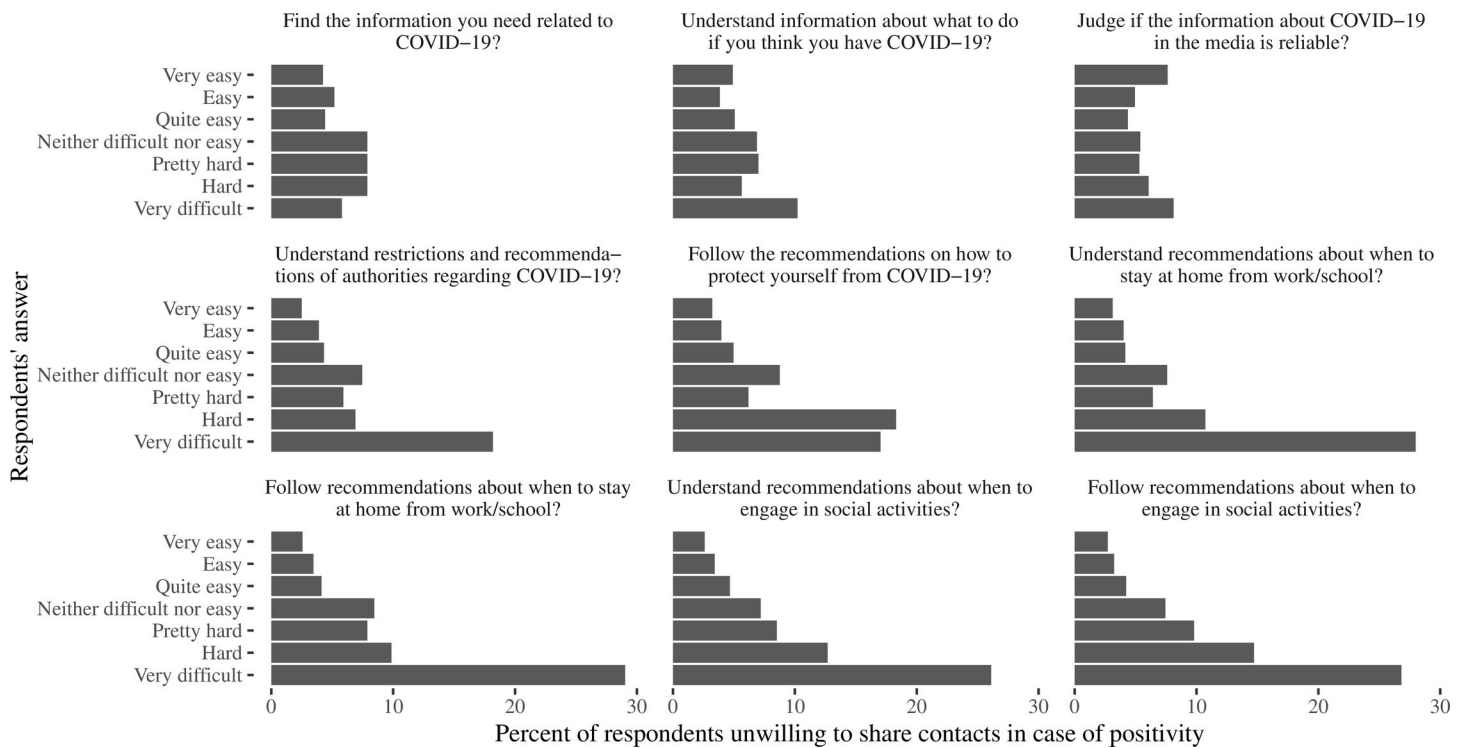 Find the information you need related to
COVID−19?
Understand information about what to do
if you think you have COVID−19?
Judge if the information about COVID−19
in the media is reliable?
Very easy
Easy
Quite easy
Neither difficult nor easy
Pretty hard
Hard
Very difficult
Understand restrictions and recommenda−
tions of authorities regarding COVID−19?
Follow the recommendations on how to
protect yourself from COVID−19?
Understand recommendations about when to
stay at home from work/school?
Very easy
Easy
Quite easy
Neither difficult nor easy
Pretty hard
Hard
Very difficult
Respondents' answer
Follow recommendations about when to stay
at home from work/school?
Understand recommendations about when to
engage in social activities?
Follow recommendations about when to
engage in social activities?
Very easy
Easy
Quite easy
Neither difficult nor easy
Pretty hard
Hard
Very difficult
0 10 20 30 0 10 20 30 0 10 20 30
Percent of respondents unwilling to share contacts in case of positivity